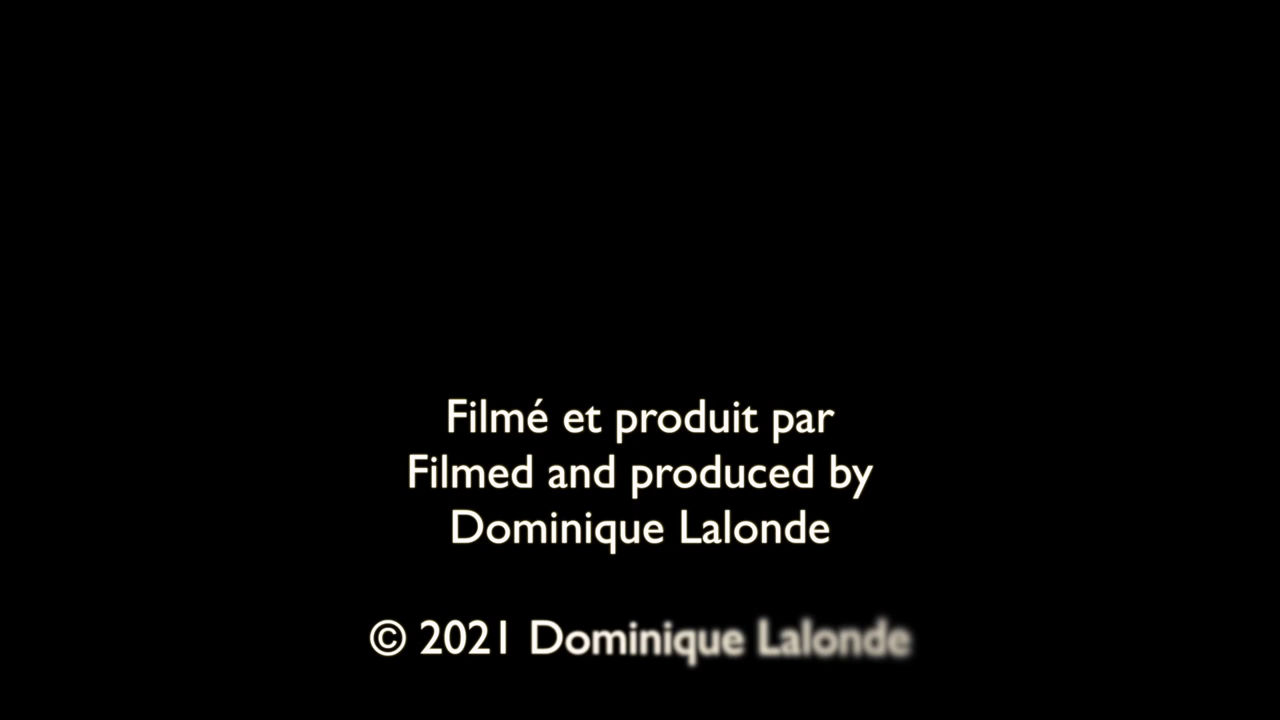 Filmé et produit par
Filmed and produced by
Dominique Lalonde
© 2021 Dominique Lalonde